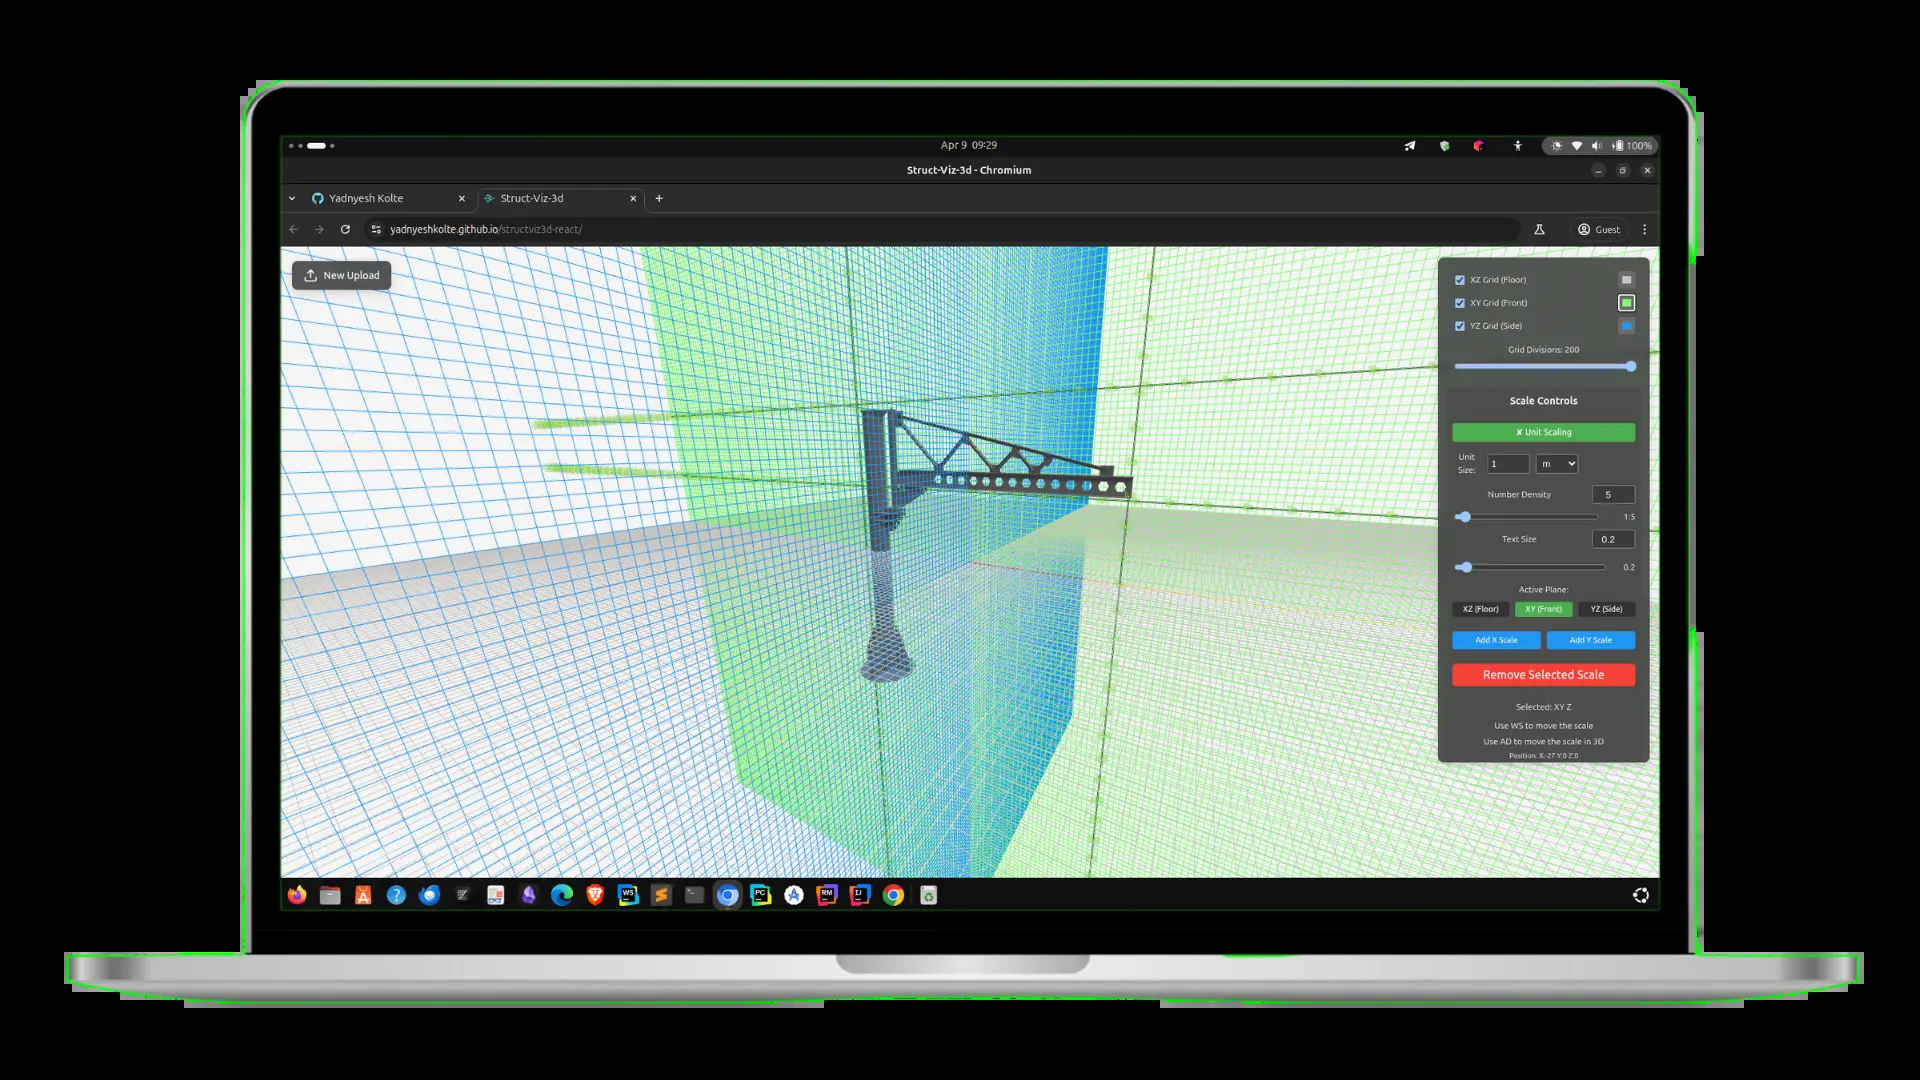 Apr 9 09:29
100%
Struct-Viz-3d - Chromium
Yadnyesh Kolte
Struct-Viz-3d
yadnyeshkolte.github.io/structviz3d-react/
Guest
New Upload
XZ Grid (Floor)
XY Grid (Front)
YZ Grid (Side)
Grid Divisions: 200
Scale Controls
✘ Unit Scaling
Unit Size:
1
m
Number Density
5
1:5
Text Size
0.2
0.2
Active Plane:
XZ (Floor)
XY (Front)
YZ (Side)
Add X Scale
Add Y Scale
Remove Selected Scale
Selected: XY Z
Use WS to move the scale
Use AD to move the scale in 3D
Position: X:-27 Y:0 Z:0
WS
PC
RM
IJ